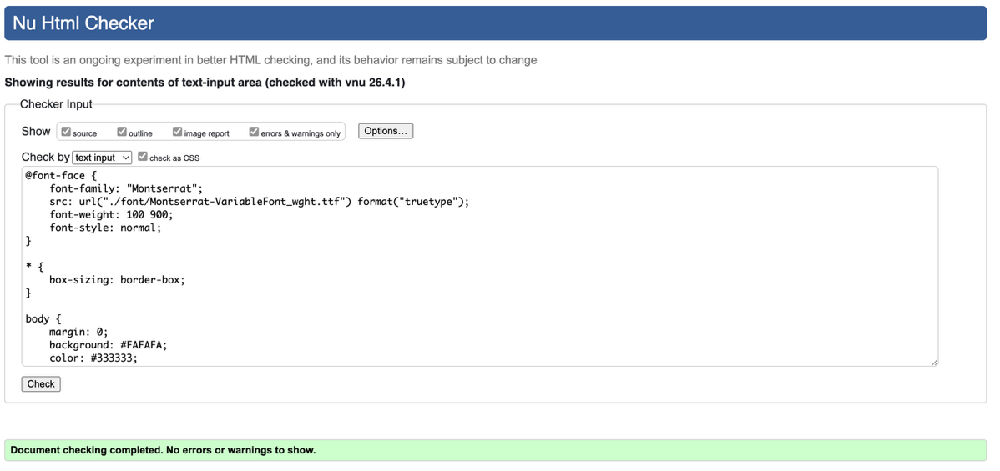 Nu Html Checker
This tool is an ongoing experiment in better HTML checking, and its behavior remains subject to change
Showing results for contents of text-input area (checked with vnu 26.4.1)
Checker Input
Show source outline image report errors & warnings only Options...
Check by text input check as CSS
@font-face {
    font-family: "Montserrat";
    src: url("./font/Montserrat-VariableFont_wght.ttf") format("truetype");
    font-weight: 100 900;
    font-style: normal;
}

* {
    box-sizing: border-box;
}

body {
    margin: 0;
    background: #FAFAFA;
    color: #333333;
Check
Document checking completed. No errors or warnings to show.